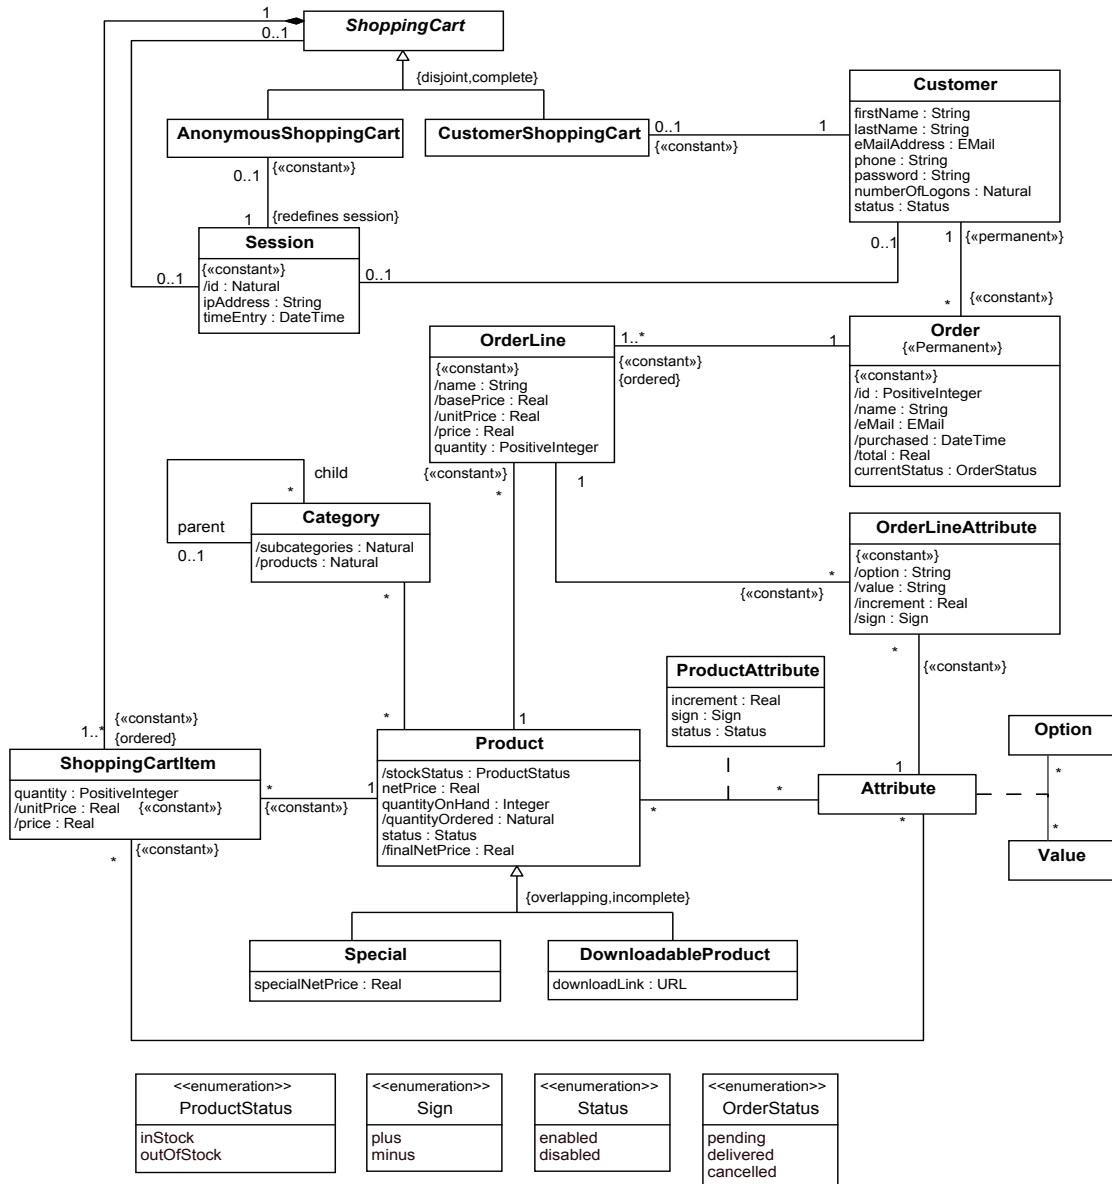 1
ShoppingCart
0..1
{disjoint,complete}
AnonymousShoppingCart
CustomerShoppingCart
0..1
1
{«constant»}
Customer
firstName : String
lastName : String
eMailAddress : EMail
phone : String
password : String
numberOfLogons : Natural
status : Status
{«constant»}
0..1
1
{redefines session}
Session
{«constant»}
/id : Natural
ipAddress : String
timeEntry : DateTime
0..1
0..1
0..1
1
{«permanent»}
*
{«constant»}
OrderLine
{«constant»}
/name : String
/basePrice : Real
/unitPrice : Real
/price : Real
quantity : PositiveInteger
1..*
1
{«constant»}
{ordered}
Order
{«Permanent»}
{«constant»}
/id : PositiveInteger
/name : String
/eMail : EMail
/purchased : DateTime
/total : Real
currentStatus : OrderStatus
{«constant»}
*
1
child
*
parent
0..1
Category
/subcategories : Natural
/products : Natural
*
OrderLineAttribute
{«constant»}
/option : String
/value : String
/increment : Real
/sign : Sign
*
{«constant»}
*
{«constant»}
ProductAttribute
increment : Real
sign : Sign
status : Status
{«constant»}
1..*
{ordered}
*
1
ShoppingCartItem
quantity : PositiveInteger
/unitPrice : Real
{«constant»}
/price : Real
*
1
{«constant»}
Product
/stockStatus : ProductStatus
netPrice : Real
quantityOnHand : Integer
/quantityOrdered : Natural
status : Status
/finalNetPrice : Real
*
*
1
Attribute
*
Option
*
*
Value
*
{«constant»}
{overlapping,incomplete}
Special
specialNetPrice : Real
DownloadableProduct
downloadLink : URL
<<enumeration>>
ProductStatus
inStock
outOfStock
<<enumeration>>
Sign
plus
minus
<<enumeration>>
Status
enabled
disabled
<<enumeration>>
OrderStatus
pending
delivered
cancelled